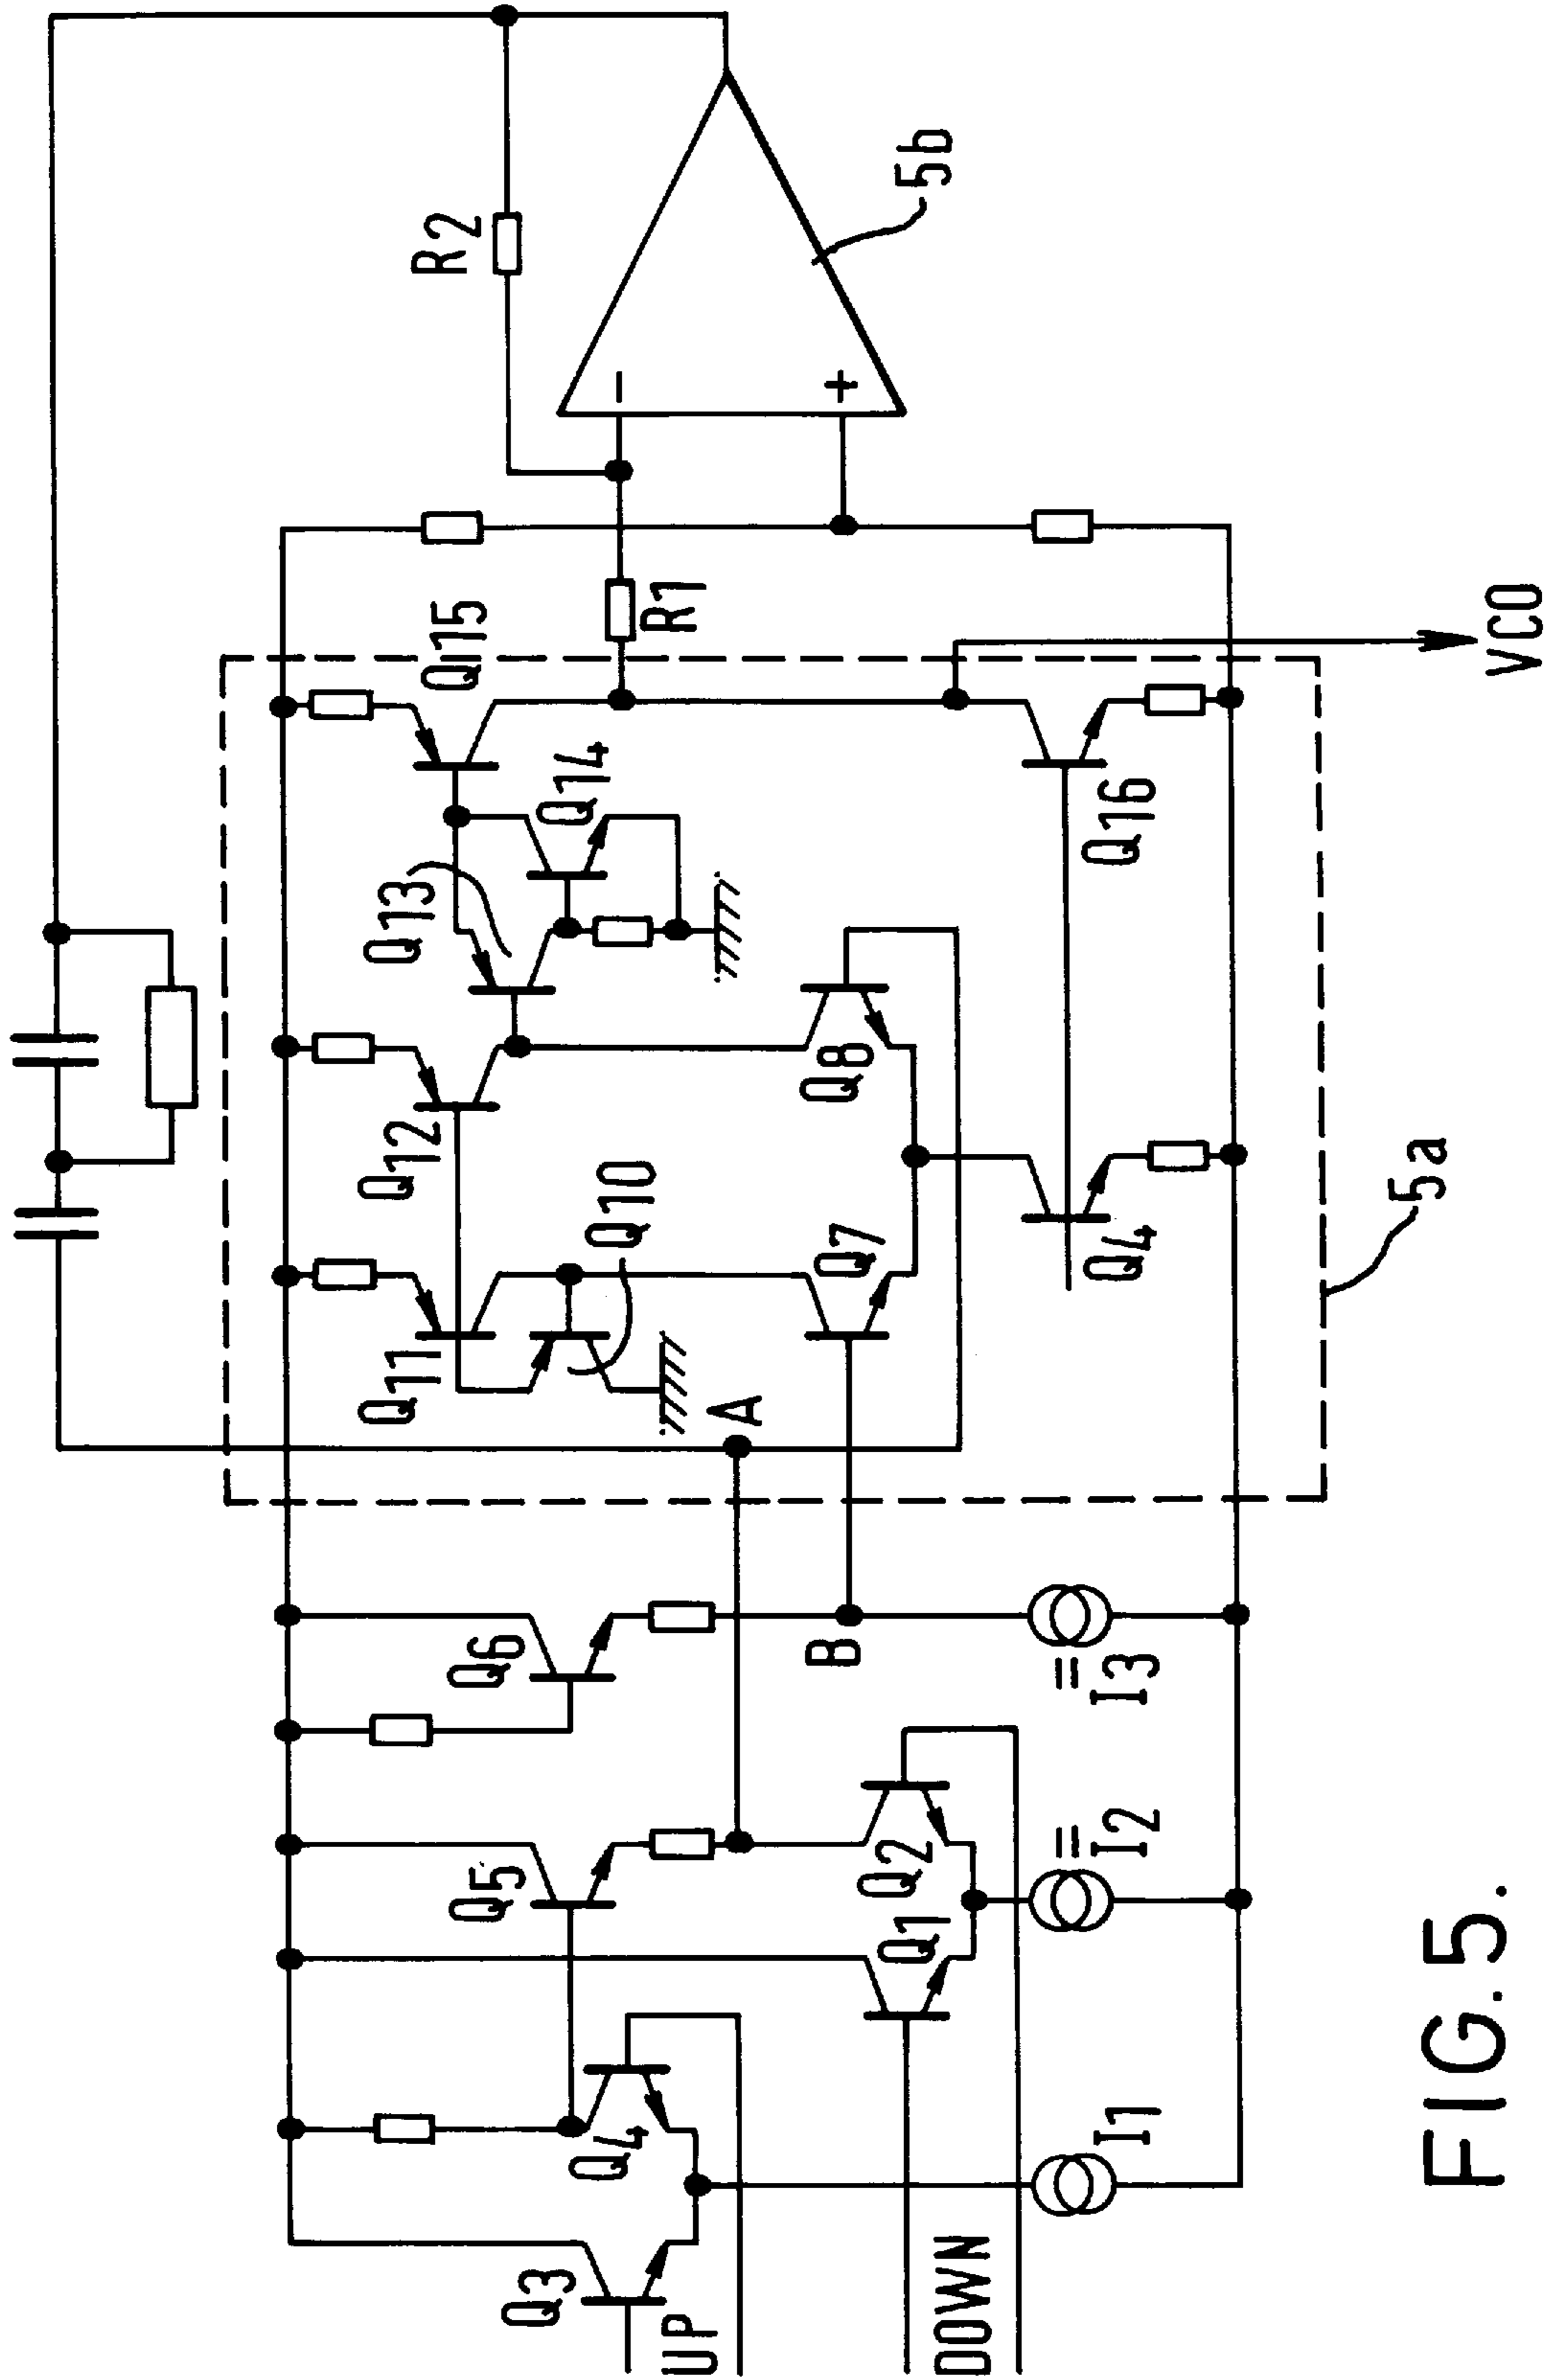 R2
5b
-
+
R1
Q15
VCO
Q14
Q13
Q16
Q12
Q8
Q10
Q11
Q7
Q4
5a
A
Q6
B
=
I3
Q5
Q2
=
I2
Q1
Q4
I1
Q3
UP
DOWN
FIG.5.